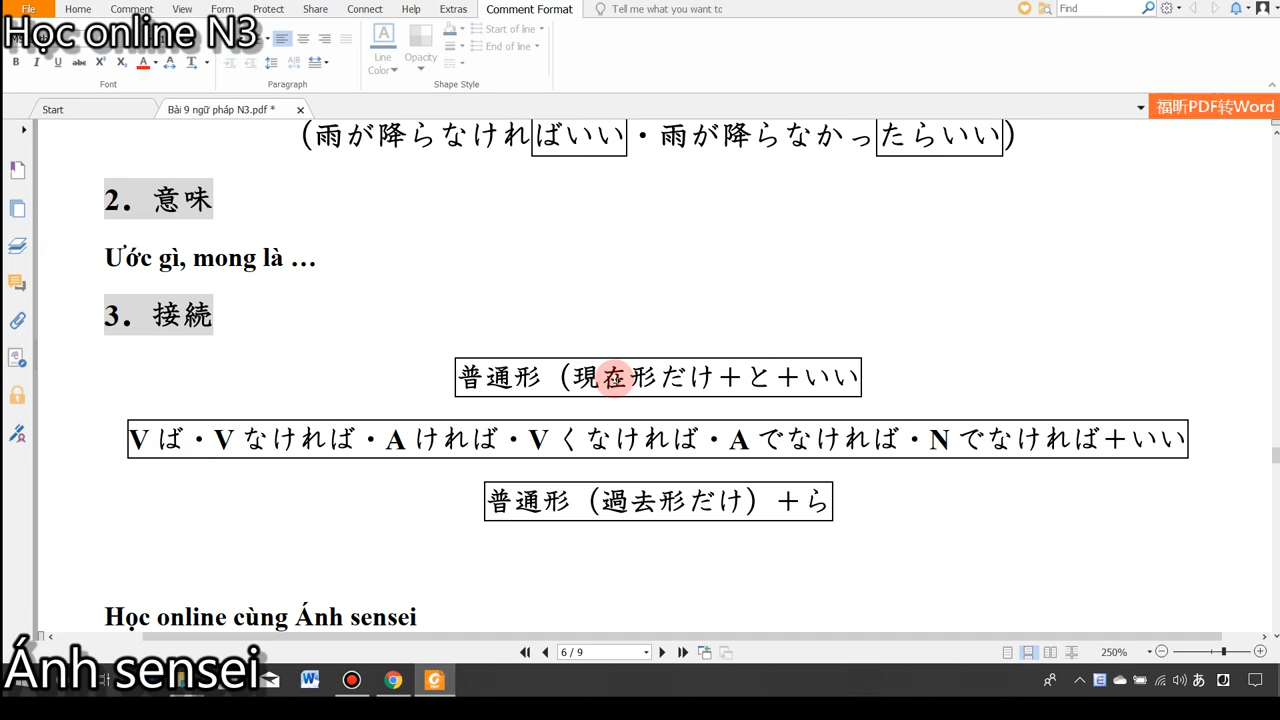 File Home Comment View Form Protect Share Connect Help Extras Comment Format Tell me what you want to Find
Học online N3
B I U abc X² X₂ A A T
Line Color
Opacity
Start of line
End of line
Font Paragraph Shape Style
Start Bài 9 ngữ pháp N3.pdf * 福昕PDF转Word
(雨が降らなければいい・雨が降らなかったらいい)
2. 意味
Ước gì, mong là …
3. 接続
普通形（現在形だけ＋と＋いい
V ば・V なければ・A ければ・V くなければ・A でなければ・N でなければ＋いい
普通形（過去形だけ）＋ら
Học online cùng Ánh sensei
6 / 9 250%
Ánh sensei
あ